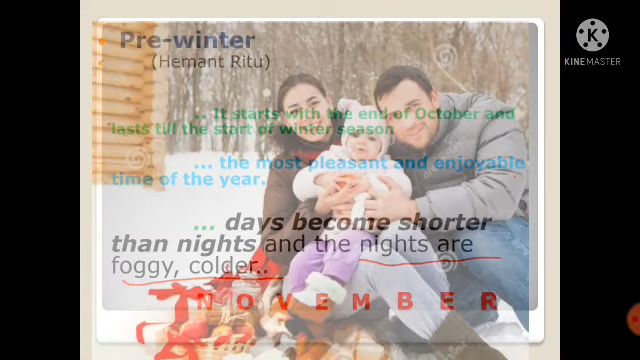 Pre-winter
(Hemant Ritu)
.. It starts with the end of October and
lasts till the start of winter season
... the most pleasant and enjoyable
time of the year.
... days become shorter
than nights and the nights are
foggy, colder..
NOVEMBER
K
KINEMASTER